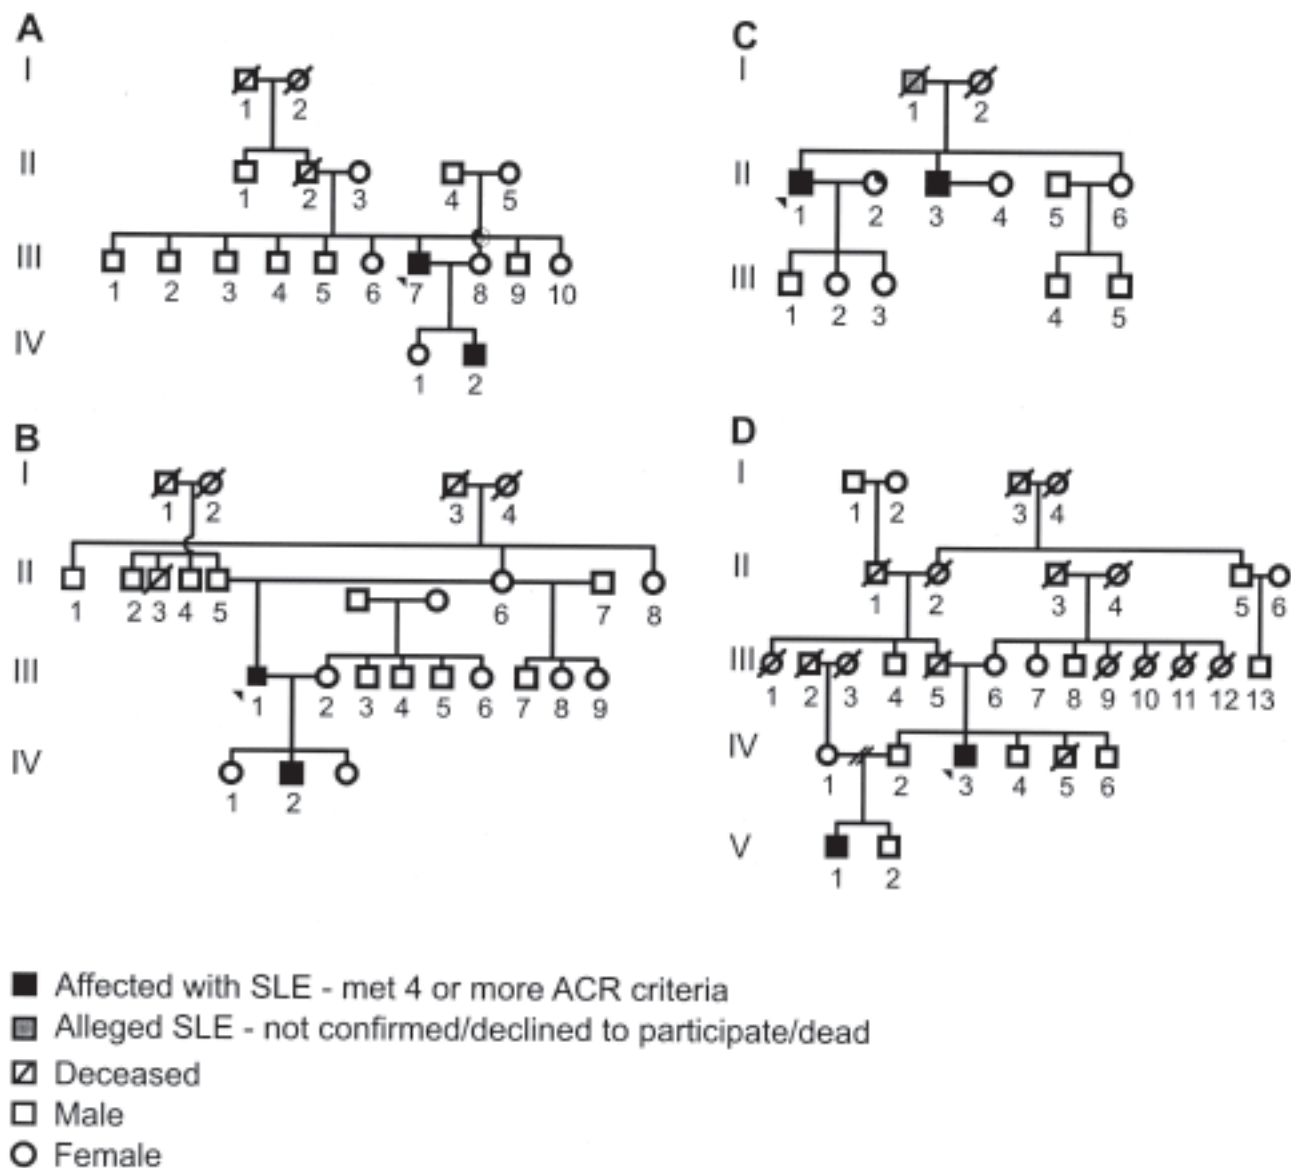 A
I
1 2
II
1 2 3 4 5
III
1 2 3 4 5 6 7 8 9 10
IV
1 2
B
I
1 2 3 4
II
1 2 3 4 5 6 7 8
III
1 2 3 4 5 6 7 8 9
IV
1 2
C
I
1 2
II
1 2 3 4 5 6
III
1 2 3 4 5
D
I
1 2 3 4
II
1 2 3 4 5 6
III
1 2 3 4 5 6 7 8 9 10 11 12 13
IV
1 2 3 4 5 6
V
1 2
Affected with SLE - met 4 or more ACR criteria
Alleged SLE - not confirmed/declined to participate/dead
Deceased
Male
Female